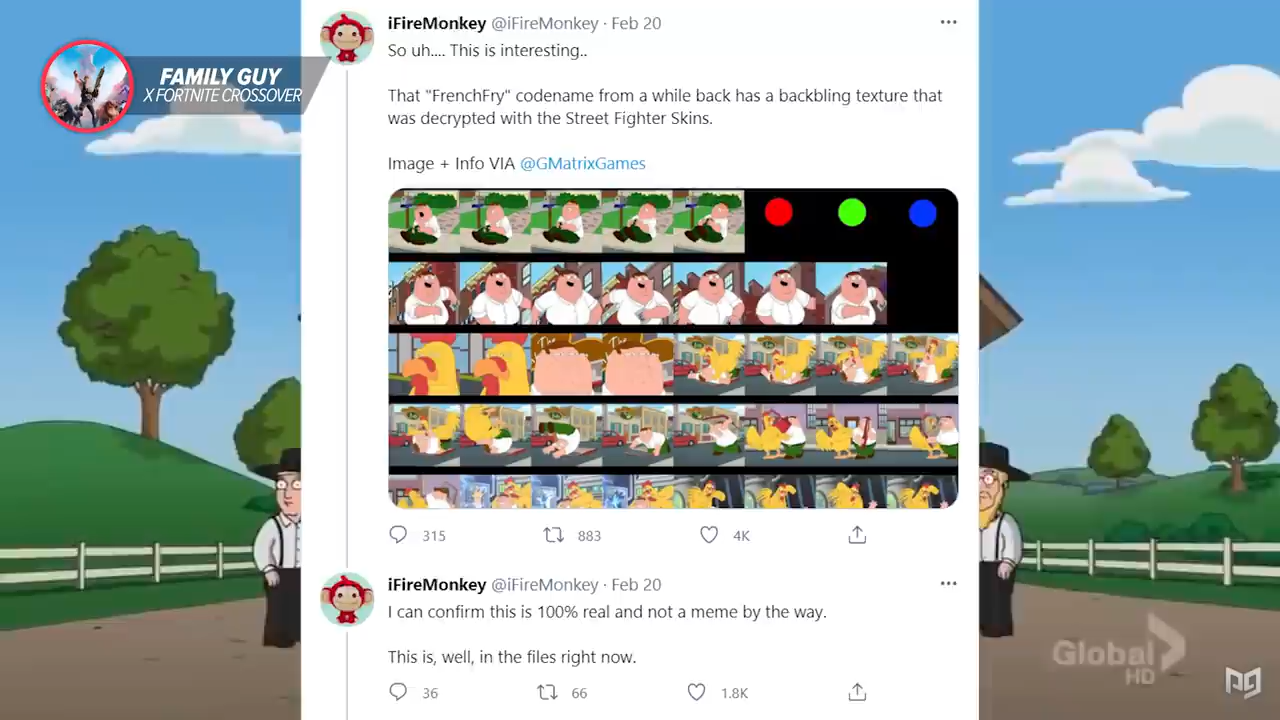 FAMILY GUY
X FORTNITE CROSSOVER
iFireMonkey @iFireMonkey · Feb 20
So uh.... This is interesting..
That "FrenchFry" codename from a while back has a backbling texture that
was decrypted with the Street Fighter Skins.
Image + Info VIA @GMatrixGames
315 883 4K
iFireMonkey @iFireMonkey · Feb 20
I can confirm this is 100% real and not a meme by the way.
This is, well, in the files right now.
36 66 1.8K
Global
HD